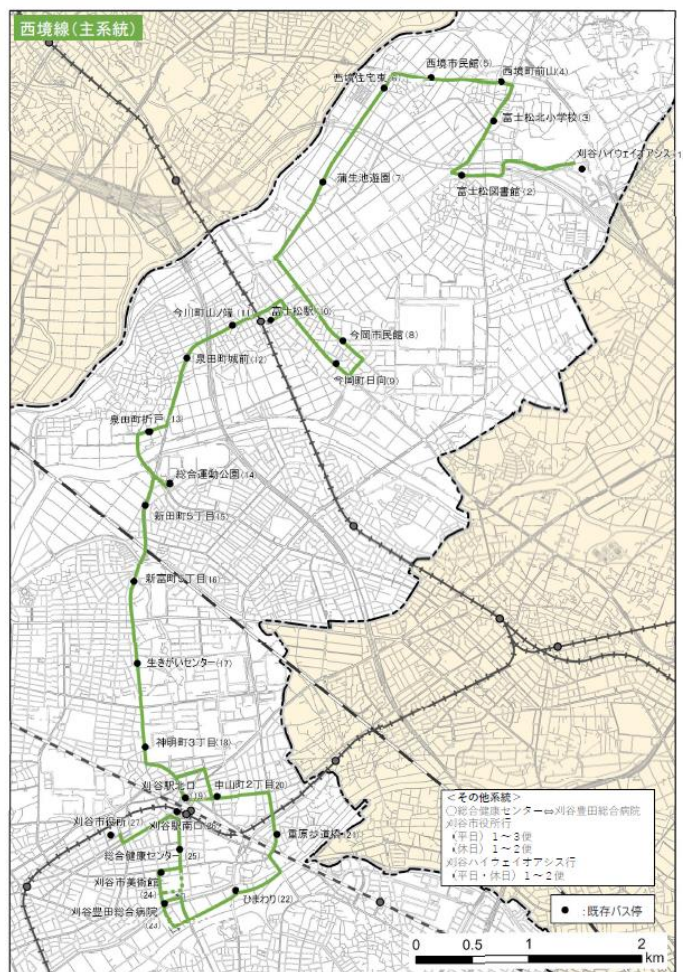 西境線(主系統)
西境市民館(5)
西境町前山(4)
西境住宅東(6)
富士松北小学校(3)
刈谷ハイウェイオアシス(1)
富士松図書館(2)
蒲生池遊園(7)
今川町山ノ端(11)
富士松駅(10)
今岡市民館(8)
泉田町城前(12)
今岡町日向(9)
泉田町折戸(13)
総合運動公園(14)
新田町5丁目(15)
新富町3丁目(16)
生きがいセンター(17)
神明町3丁目(18)
刈谷駅北口(19)
中山町2丁目(20)
刈谷市役所(27)
刈谷駅南口(26)
重原歩道橋(21)
総合健康センター(25)
刈谷市美術館
(24)
ひまわり(22)
刈谷豊田総合病院
(23)
<その他系統>
○総合健康センター⇔刈谷豊田総合病院
刈谷市役所行
(平日) 1~3便
(休日) 1~2便
刈谷ハイウェイオアシス行
(平日・休日) 1~2便
:既存バス停
0 0.5 1 2
km